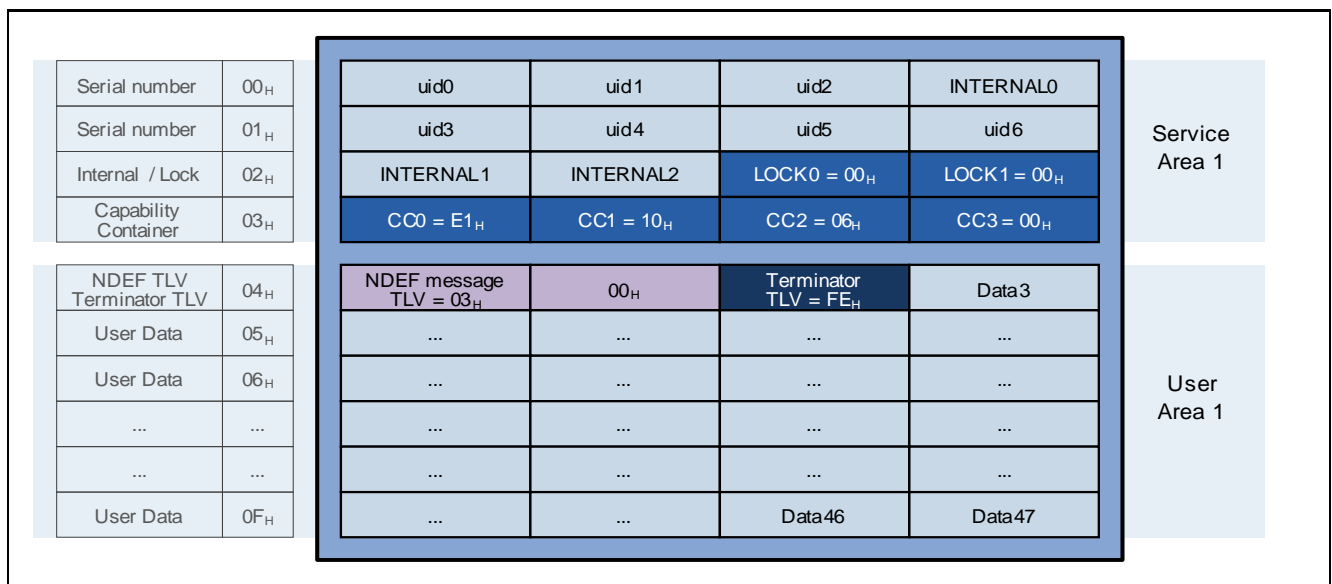 Serial number 00H uid0 uid1 uid2 INTERNAL0
Serial number 01H uid3 uid4 uid5 uid6
Internal / Lock 02H INTERNAL1 INTERNAL2 LOCK0 = 00H LOCK1 = 00H
Capability
Container 03H CC0 = E1H CC1 = 10H CC2 = 06H CC3 = 00H
Service
Area 1
NDEF TLV
Terminator TLV 04H
NDEF message
TLV = 03H
00H
Terminator
TLV = FEH
Data3
User Data 05H ... ... ... ...
User Data 06H ... ... ... ...
... ... ... ... ... ...
... ... ... ... ... ...
User Data 0FH ... ... Data46 Data47
User
Area 1